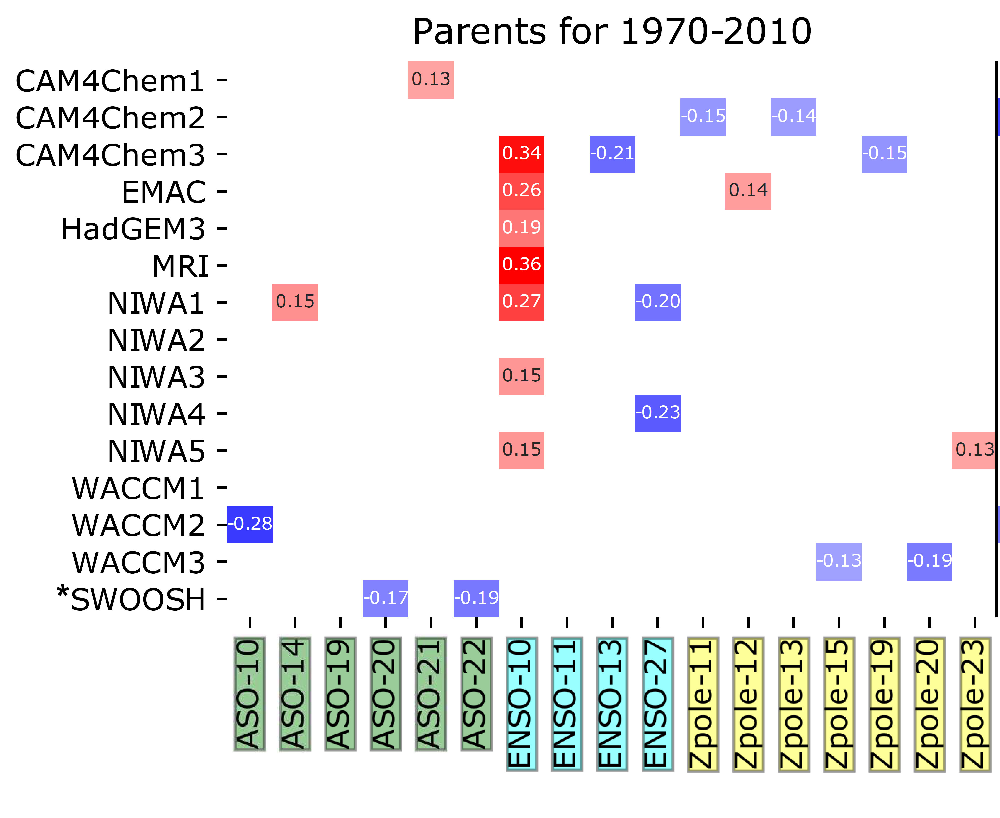 Parents for 1970-2010
CAM4Chem1 0.13
CAM4Chem2 -0.15 -0.14
CAM4Chem3 0.34 -0.21 -0.15
EMAC 0.26 0.14
HadGEM3 0.19
MRI 0.36
NIWA1 0.15 0.27 -0.20
NIWA2
NIWA3 0.15
NIWA4 -0.23
NIWA5 0.15 0.13
WACCM1
WACCM2 -0.28
WACCM3 -0.13 -0.19
*SWOOSH -0.17 -0.19
ASO-10
ASO-14
ASO-19
ASO-20
ASO-21
ASO-22
ENSO-10
ENSO-11
ENSO-13
ENSO-27
Zpole-11
Zpole-12
Zpole-13
Zpole-15
Zpole-19
Zpole-20
Zpole-23